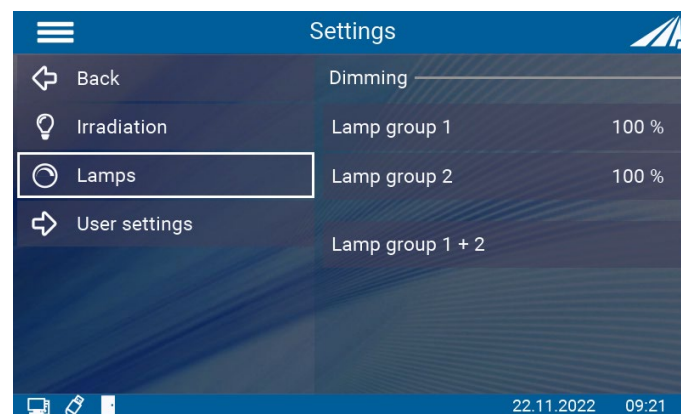 Settings
Back
Irradiation
Lamps
User settings
Dimming
Lamp group 1 100 %
Lamp group 2 100 %
Lamp group 1 + 2
22.11.2022 09:21